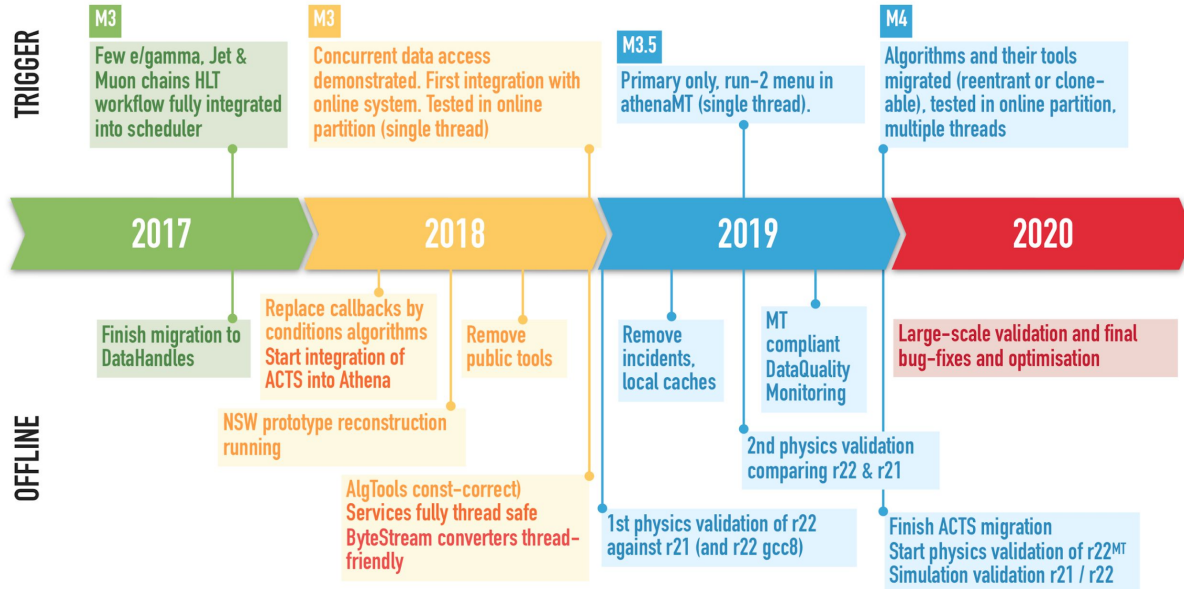 TRIGGER
M3
Few e/gamma, Jet &
Muon chains HLT
workflow fully integrated
into scheduler
M3
Concurrent data access
demonstrated. First integration with
online system. Tested in online
partition (single thread)
M3.5
Primary only, run-2 menu in
athenaMT (single thread).
M4
Algorithms and their tools
migrated (reentrant or clone-
able), tested in online partition,
multiple threads
2017
2018
2019
2020
OFFLINE
Finish migration to
DataHandles
Replace callbacks by
conditions algorithms
Start integration of
ACTS into Athena
Remove
public tools
NSW prototype reconstruction
running
AlgTools const-correct)
Services fully thread safe
ByteStream converters thread-
friendly
Remove
incidents,
local caches
MT
compliant
DataQuality
Monitoring
2nd physics validation
comparing r22 & r21
1st physics validation of r22
against r21 (and r22 gcc8)
Large-scale validation and final
bug-fixes and optimisation
Finish ACTS migration
Start physics validation of r22ᴹᵀ
Simulation validation r21 / r22